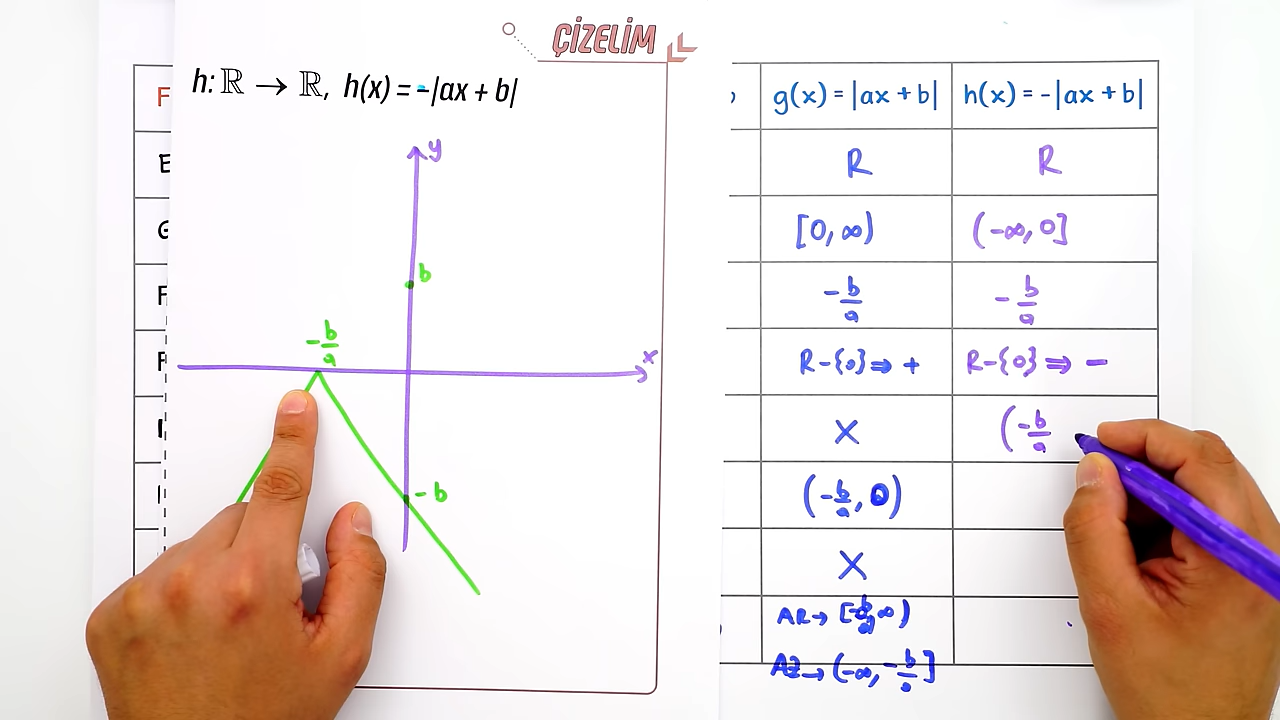 ÇİZELİM
h: ℝ → ℝ, h(x) = -|ax + b|
y
b
-b/a
x
-b
F
E
G
F
g(x) = |ax + b| h(x) = -|ax + b|
R R
[0, ∞) (-∞, 0]
-b/a -b/a
R-{0} ⇒ + R-{0} ⇒ -
X (-b/a
(-b/a, 0)
X
AR→ [-b/a, ∞)
AZ→ (-∞, -b/a]